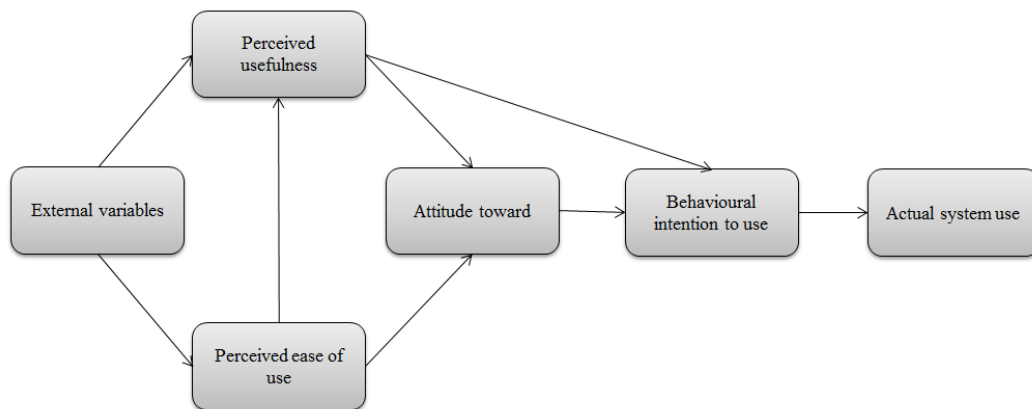 Perceived
usefulness
External variables
Attitude toward
Behavioural
intention to use
Actual system use
Perceived ease of
use